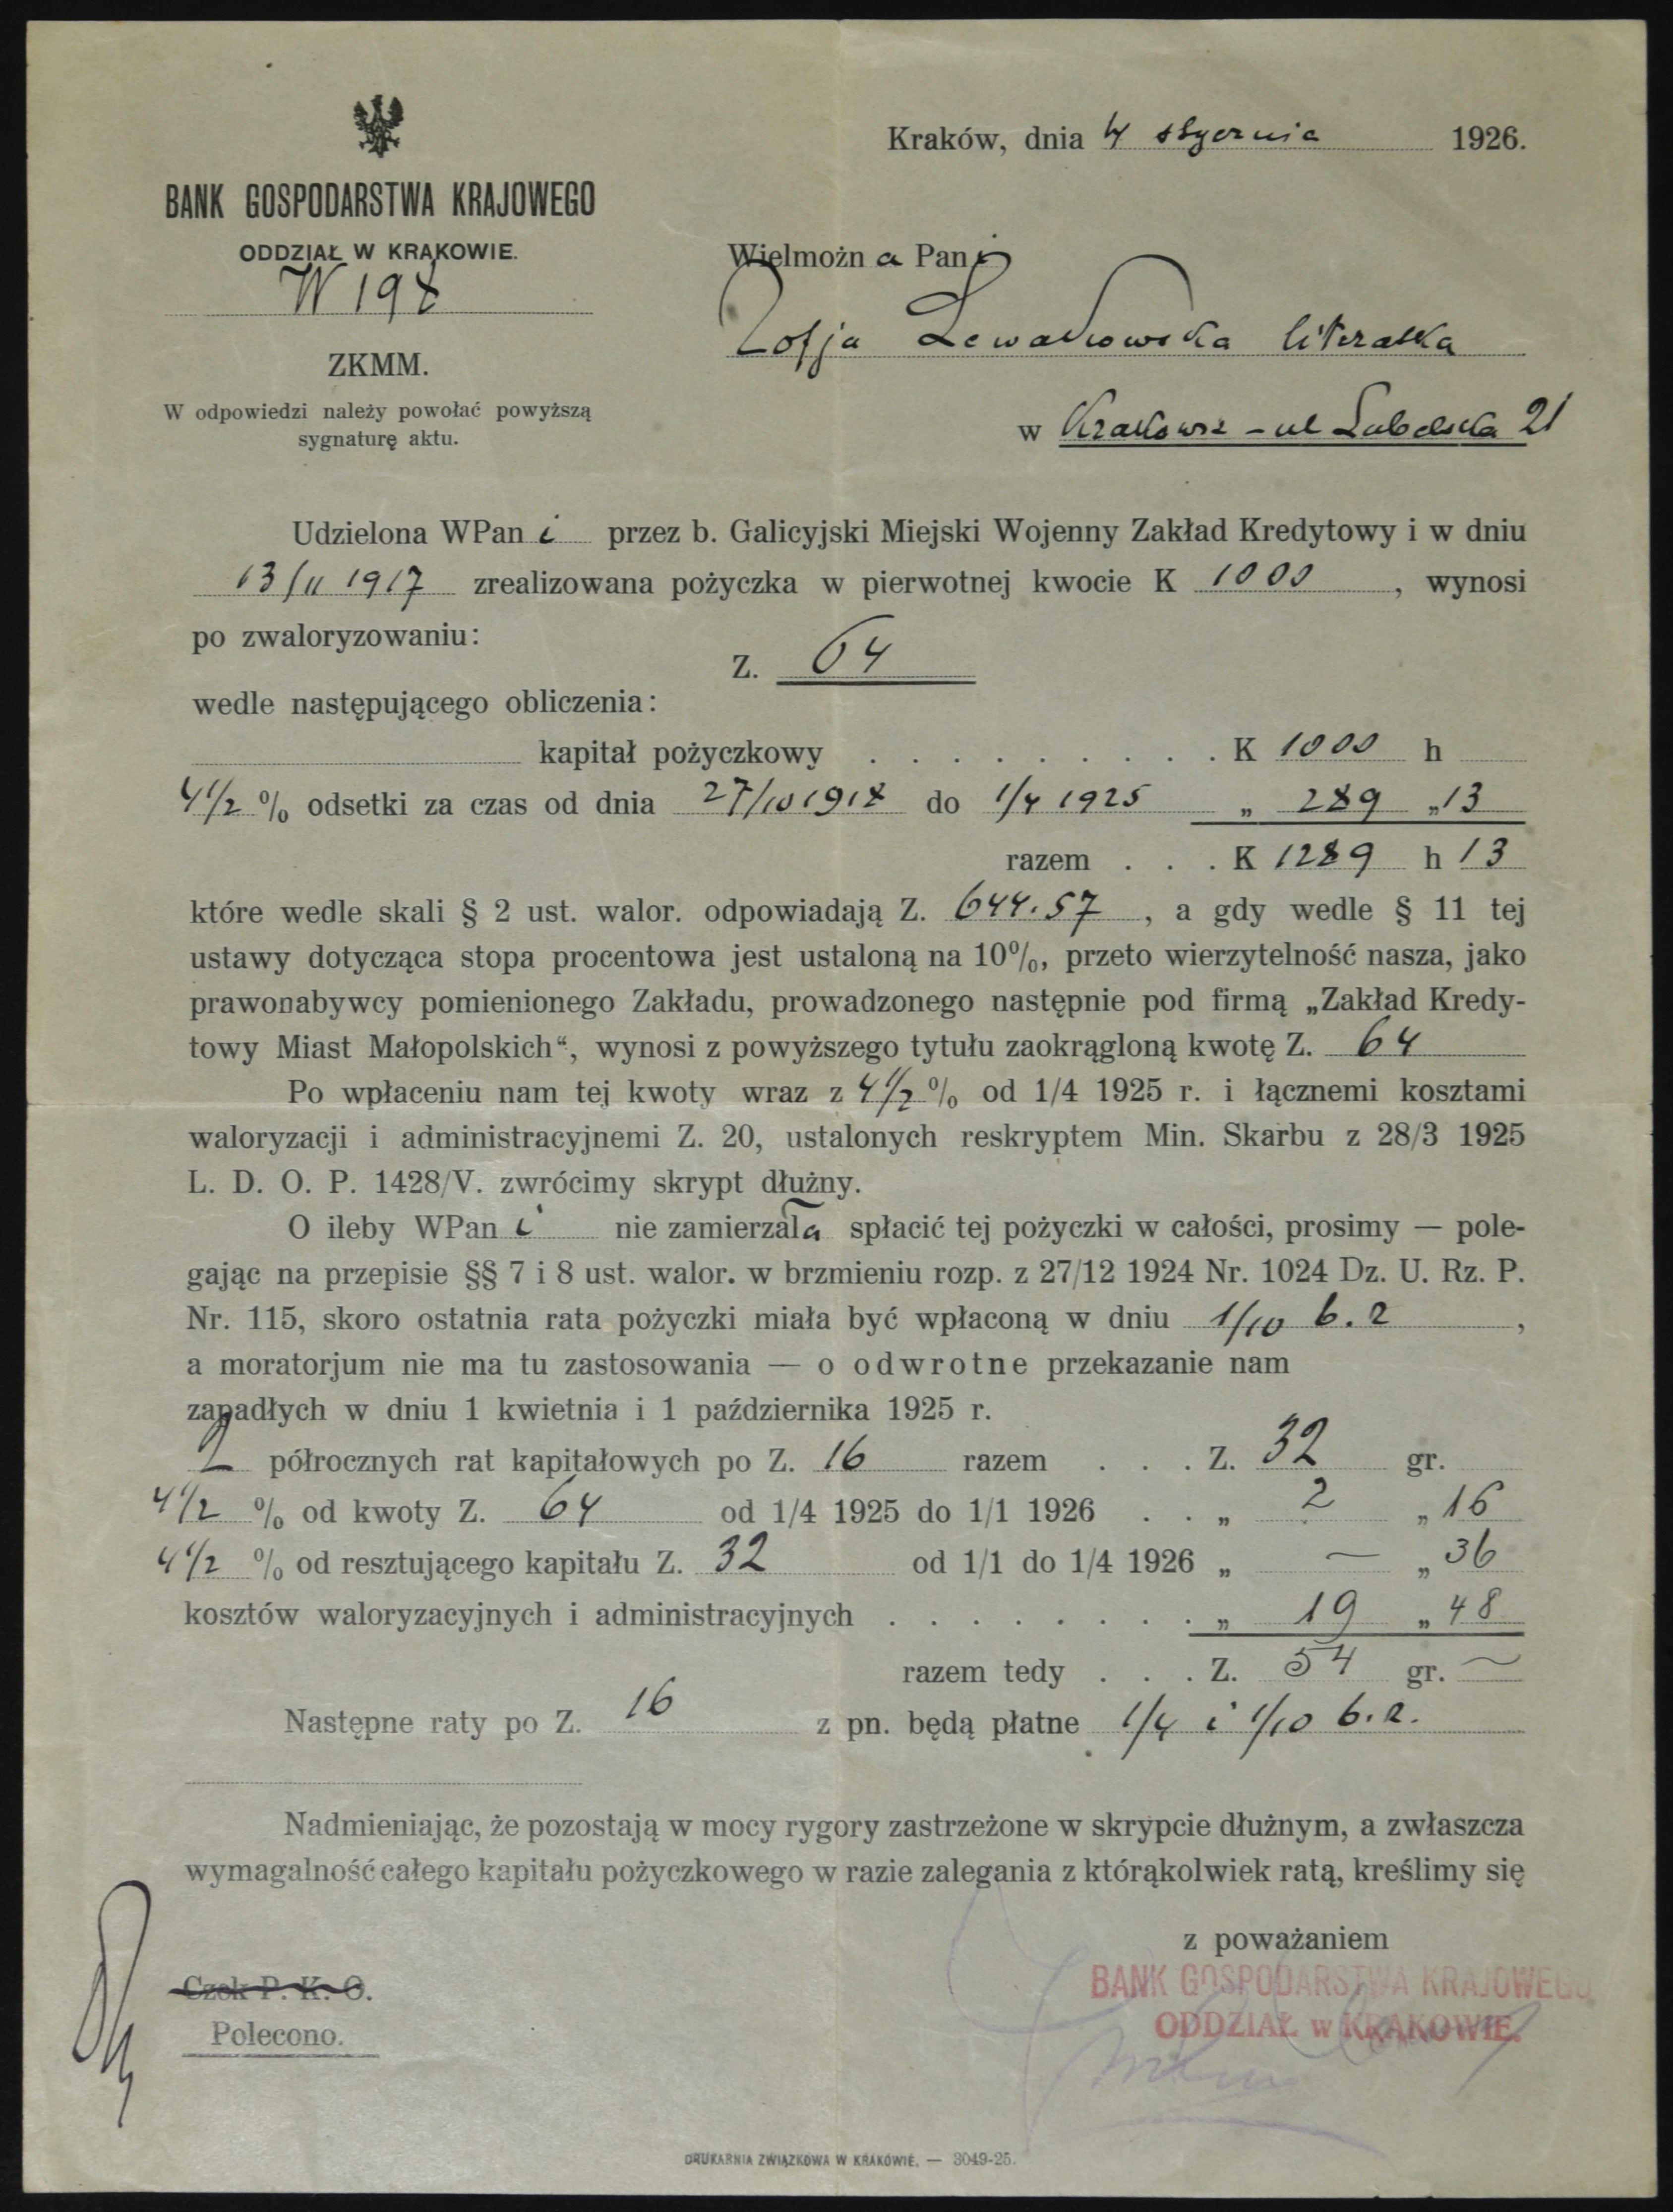 Kraków, dnia 4 stycznia 1926.
BANK GOSPODARSTWA KRAJOWEGO
ODDZIAŁ W KRAKOWIE.
W 198
ZKMM.
W odpowiedzi należy powołać powyższą
sygnaturę aktu.
Wielmożna Pani
Zofja Lewakowska literatka
w Krakowie - ul Lubelska 21
Udzielona WPani przez b. Galicyjski Miejski Wojenny Zakład Kredytowy i w dniu
13/11 1917 zrealizowana pożyczka w pierwotnej kwocie K 1000, wynosi
po zwaloryzowaniu:
Z. 64
wedle następującego obliczenia:
kapitał pożyczkowy . . . . . . . . . K 1000 h
4 1/2 % odsetki za czas od dnia 27/10 1918 do 1/4 1925 „ 289 „ 13
razem . . . K 1289 h 13
które wedle skali § 2 ust. walor. odpowiadają Z. 644.57, a gdy wedle § 11 tej
ustawy dotycząca stopa procentowa jest ustaloną na 10%, przeto wierzytelność nasza, jako
prawonabywcy pomienionego Zakładu, prowadzonego następnie pod firmą „Zakład Kredy-
towy Miast Małopolskich“, wynosi z powyższego tytułu zaokrągloną kwotę Z. 64
Po wpłaceniu nam tej kwoty wraz z 4 1/2 % od 1/4 1925 r. i łącznemi kosztami
waloryzacji i administracyjnemi Z. 20, ustalonych reskryptem Min. Skarbu z 28/3 1925
L. D. O. P. 1428/V. zwrócimy skrypt dłużny.
O ileby WPani nie zamierzała spłacić tej pożyczki w całości, prosimy — pole-
gając na przepisie §§ 7 i 8 ust. walor. w brzmieniu rozp. z 27/12 1924 Nr. 1024 Dz. U. Rz. P.
Nr. 115, skoro ostatnia rata pożyczki miała być wpłaconą w dniu 1/10 b.r,
a moratorjum nie ma tu zastosowania — o odwrotne przekazanie nam
zapadłych w dniu 1 kwietnia i 1 października 1925 r.
2 półrocznych rat kapitałowych po Z. 16 razem . . . Z. 32 gr.
4 1/2 % od kwoty Z. 64 od 1/4 1925 do 1/1 1926 . . „ 2 „ 16
4 1/2 % od resztującego kapitału Z. 32 od 1/1 do 1/4 1926 „ — „ 36
kosztów waloryzacyjnych i administracyjnych . . . . . . . . „ 19 „ 48
razem tedy . . . Z. 54 gr. —
Następne raty po Z. 16 z pn. będą płatne 1/4 i 1/10 b.r.
Nadmieniając, że pozostają w mocy rygory zastrzeżone w skrypcie dłużnym, a zwłaszcza
wymagalność całego kapitału pożyczkowego w razie zalegania z którąkolwiek ratą, kreślimy się
z poważaniem
BANK GOSPODARSTWA KRAJOWEGO
ODDZIAŁ w KRAKOWIE.
Czek P. K. O.
Polecono.
DRUKARNIA ZWIĄZKOWA W KRAKOWIE. — 3049-25.